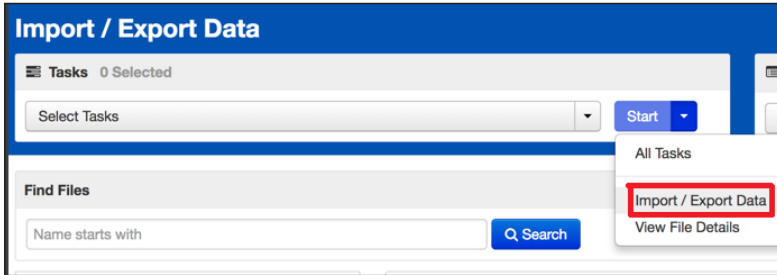 Import / Export Data
Tasks 0 Selected
Select Tasks
Start
All Tasks
Import / Export Data
View File Details
Find Files
Name starts with
Search